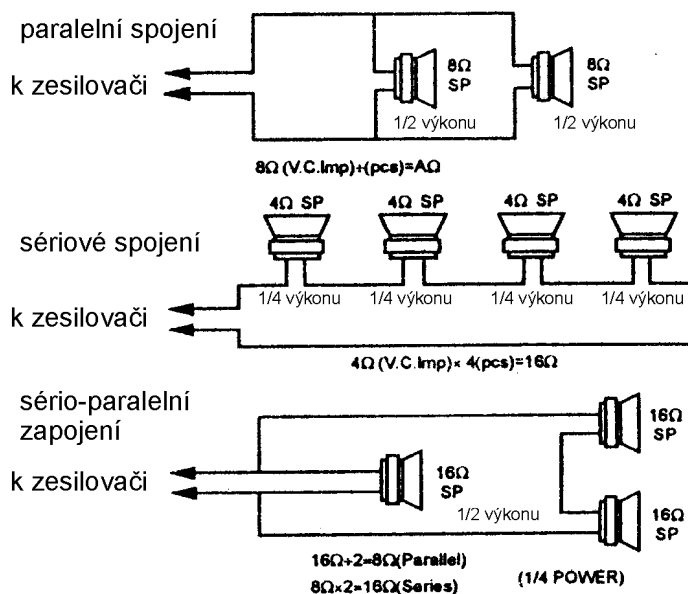 paralelní spojení
k zesilovači
8Ω
SP
1/2 výkonu
8Ω
SP
1/2 výkonu
8Ω (V.C.Imp)÷(pcs)=AΩ
4Ω SP
4Ω SP
4Ω SP
4Ω SP
sériové spojení
1/4 výkonu
1/4 výkonu
1/4 výkonu
1/4 výkonu
k zesilovači
4Ω (V.C.Imp)× 4(pcs)=16Ω
sério-paralelní
zapojení
k zesilovači
16Ω
SP
1/2 výkonu
16Ω
SP
16Ω
SP
16Ω÷2=8Ω(Parallel)
8Ω×2=16Ω(Series)
(1/4 POWER)